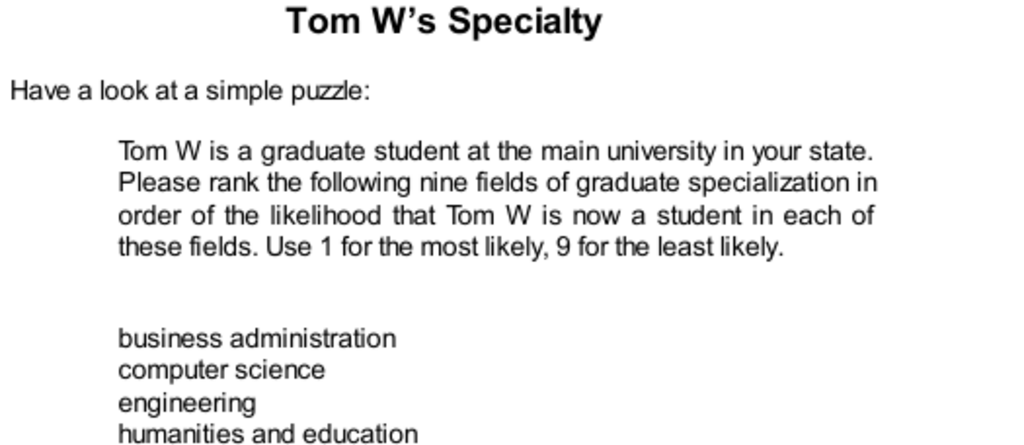 Tom W’s Specialty
Have a look at a simple puzzle:
Tom W is a graduate student at the main university in your state.
Please rank the following nine fields of graduate specialization in
order of the likelihood that Tom W is now a student in each of
these fields. Use 1 for the most likely, 9 for the least likely.
business administration
computer science
engineering
humanities and education